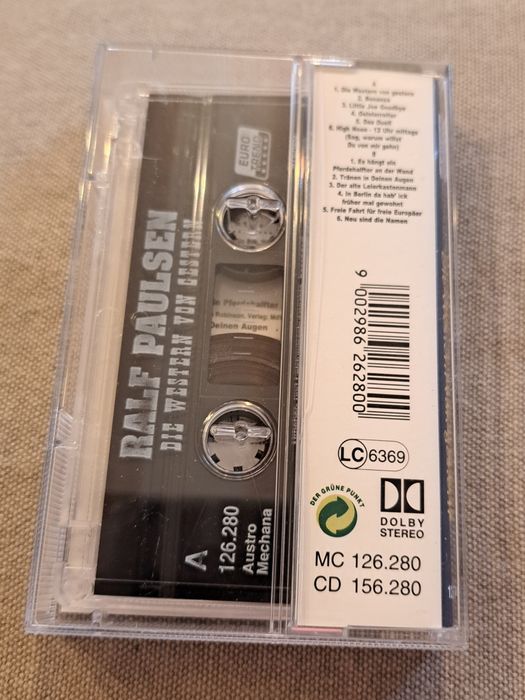 A
1. Die Western von gestern
2. Bonanza
3. Little Joe Goodbye
4. Geisterreiter
5. Das Duell
6. High Noon - 12 Uhr mittags
(Sag, warum willst
Du von mir gehn)
B
1. Es hängt ein
Pferdehalfter an der Wand
2. Tränen in Deinen Augen
3. Der alte Leierkastenmann
4. In Berlin da hab' ick
früher mal gewohnt
5. Freie Fahrt für freie Europäer
6. Neu sind die Namen
9 002986 262800
LC 6369
DER GRÜNE PUNKT
DOLBY
STEREO
MC 126.280
CD 156.280
RALF PAULSEN
DIE WESTERN VON GESTERN
EURO
TREND
in Pferdehalfter
Robinson, Verlag:
Deinen Augen
A
126.280
Austro
Mechana